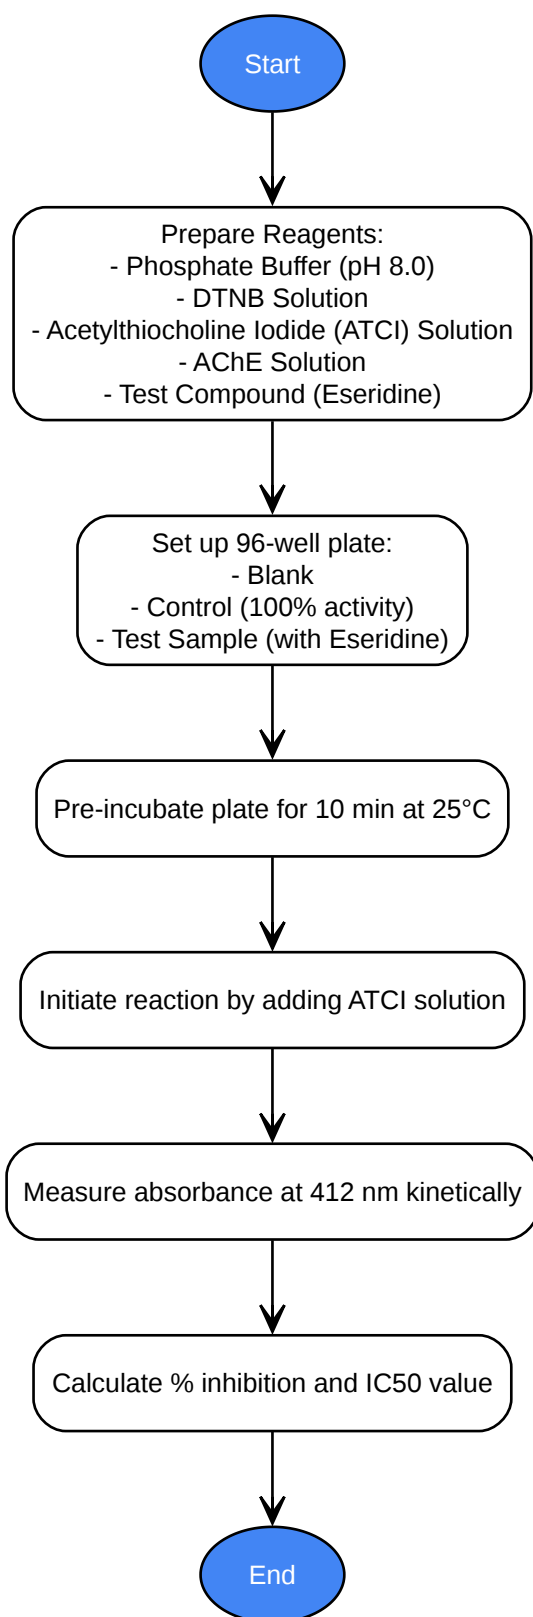 Start
Prepare Reagents:
- Phosphate Buffer (pH 8.0)
- DTNB Solution
- Acetylthiocholine Iodide (ATCI) Solution
- AChE Solution
- Test Compound (Eseridine)
Set up 96-well plate:
- Blank
- Control (100% activity)
- Test Sample (with Eseridine)
Pre-incubate plate for 10 min at 25°C
Initiate reaction by adding ATCI solution
Measure absorbance at 412 nm kinetically
Calculate % inhibition and IC50 value
End